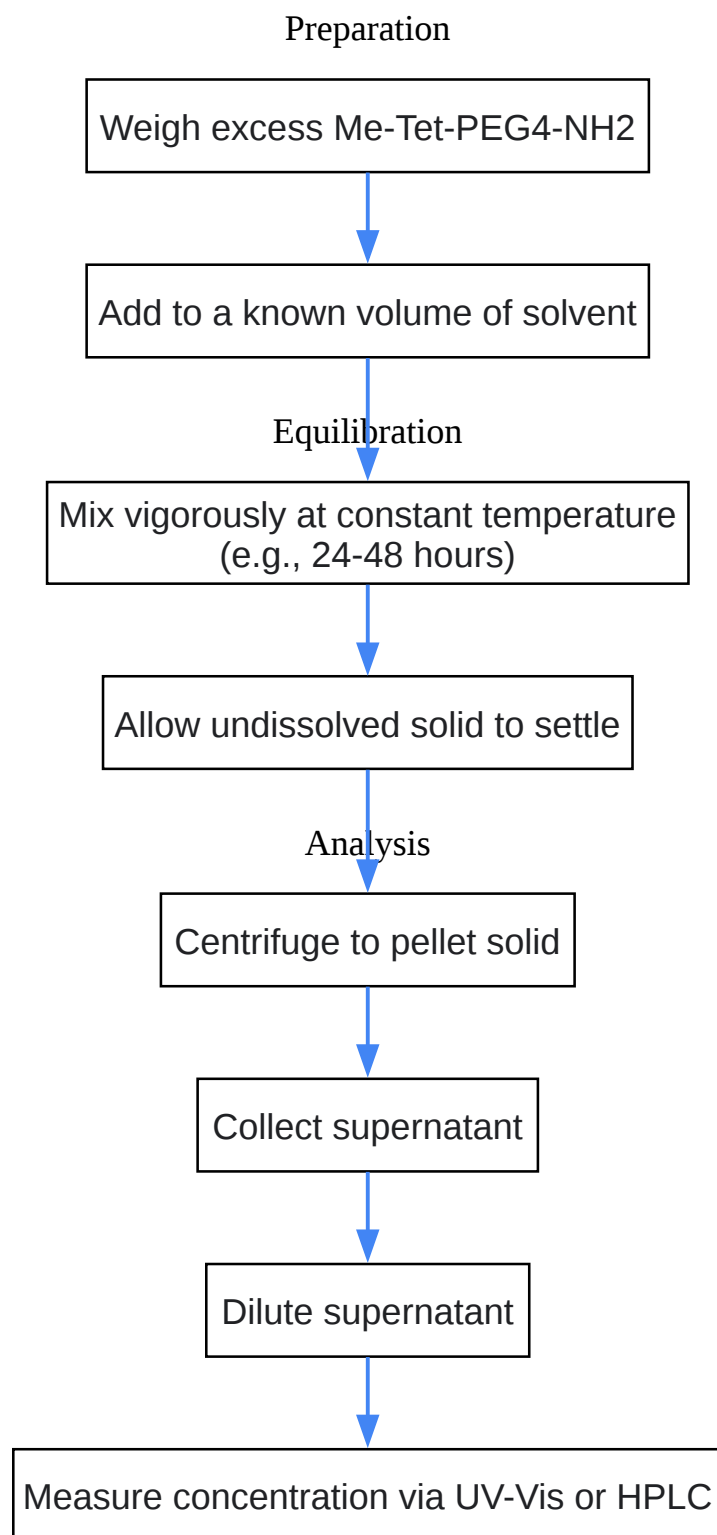 Preparation
Weigh excess Me-Tet-PEG4-NH2
Add to a known volume of solvent
Equilibration
Mix vigorously at constant temperature
(e.g., 24-48 hours)
Allow undissolved solid to settle
Analysis
Centrifuge to pellet solid
Collect supernatant
Dilute supernatant
Measure concentration via UV-Vis or HPLC